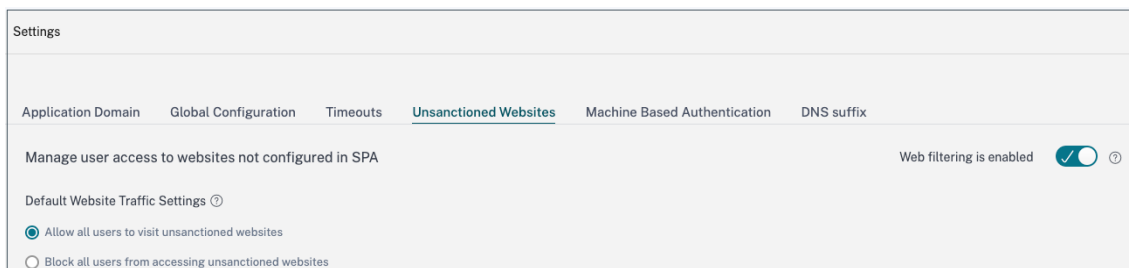 Settings
Application Domain Global Configuration Timeouts Unsanctioned Websites Machine Based Authentication DNS suffix
Manage user access to websites not configured in SPA Web filtering is enabled
Default Website Traffic Settings
Allow all users to visit unsanctioned websites
Block all users from accessing unsanctioned websites